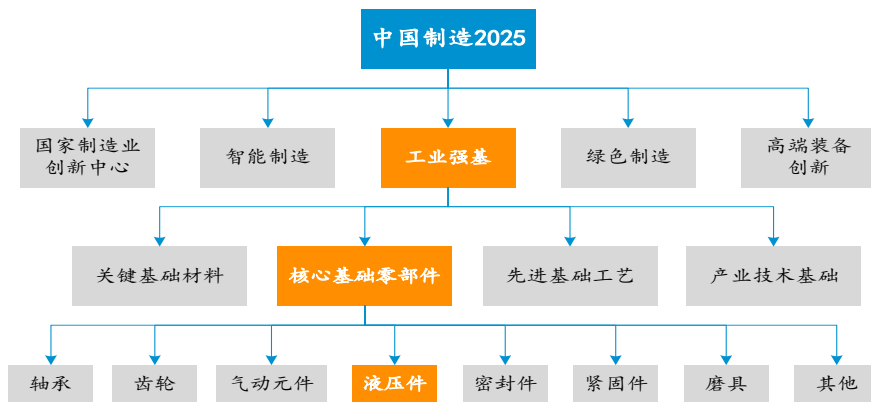 中国制造2025
国家制造业
创新中心
智能制造
工业强基
绿色制造
高端装备
创新
关键基础材料
核心基础零部件
先进基础工艺
产业技术基础
轴承
齿轮
气动元件
液压件
密封件
紧固件
磨具
其他